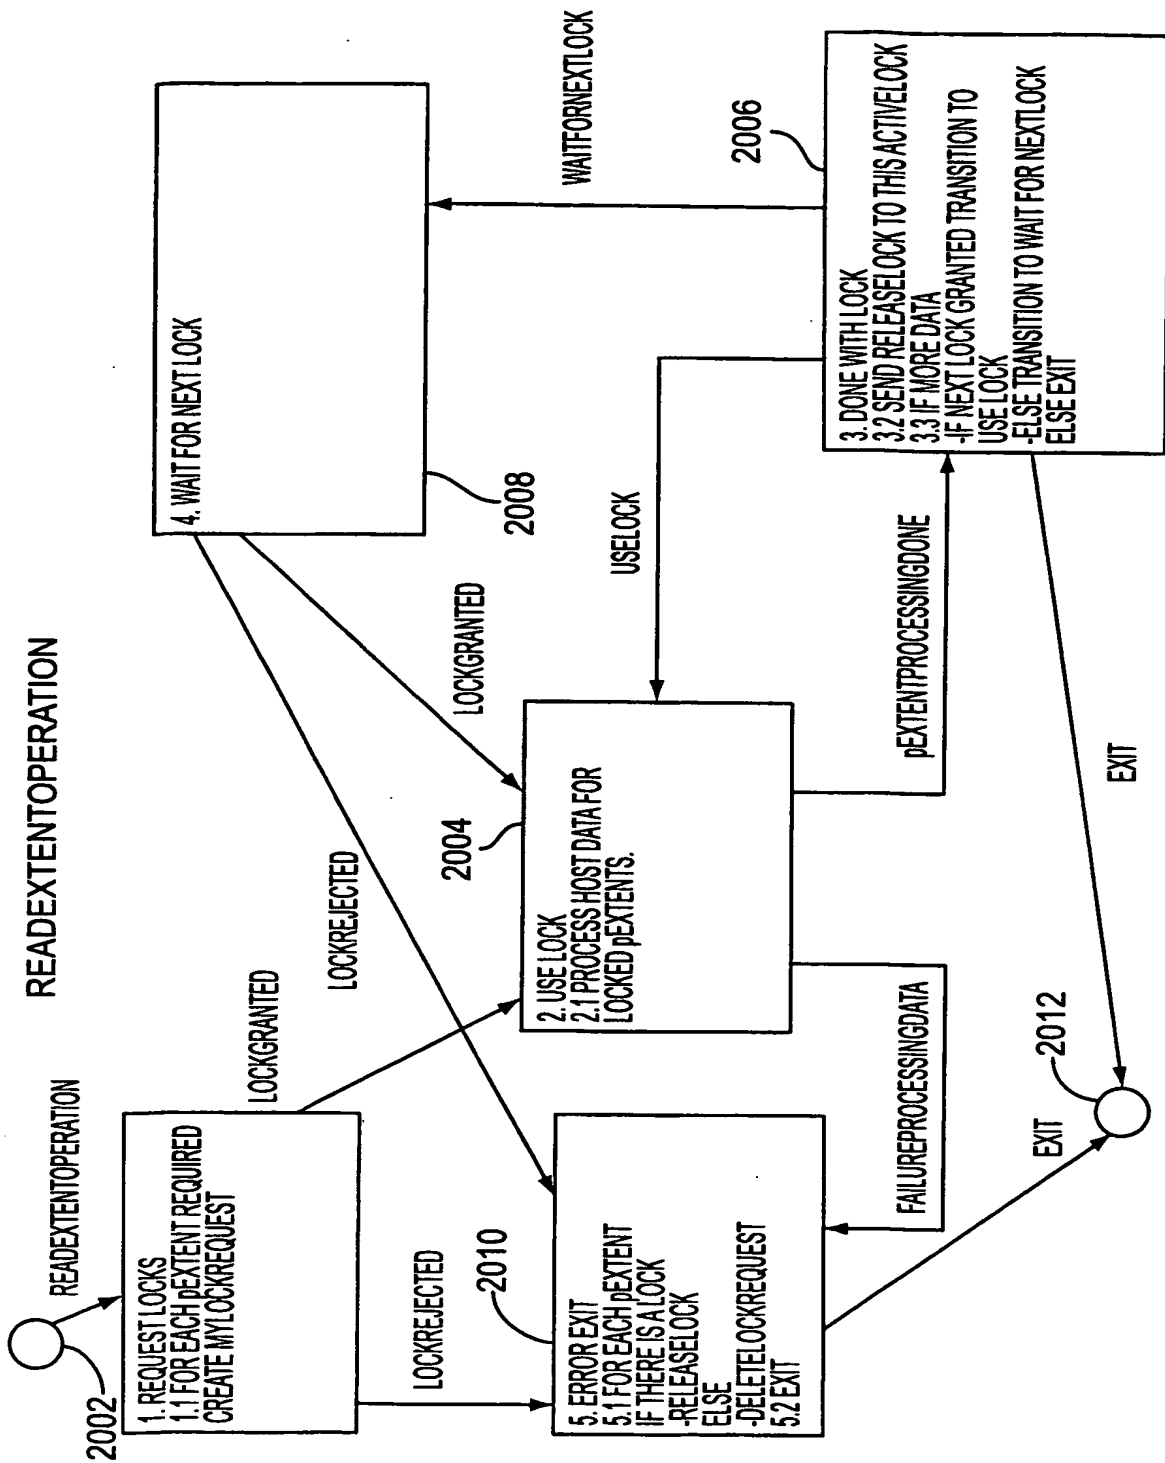 READEXTENTOPERATION
READEXTENTOPERATION
2002
1. REQUEST LOCKS
1.1 FOR EACH pEXTENT REQUIRED
CREATE MYLOCKREQUEST
LOCKGRANTED
LOCKREJECTED
LOCKREJECTED
LOCKGRANTED
4. WAIT FOR NEXT LOCK
2008
WAITFORNEXTLOCK
2004
2. USE LOCK
2.1 PROCESS HOST DATA FOR
LOCKED pEXTENTS.
USELOCK
2010
5. ERROR EXIT
5.1 FOR EACH pEXTENT
IF THERE IS A LOCK
-RELEASELOCK
ELSE
-DELETELOCKREQUEST
5.2 EXIT
FAILUREPROCESSINGDATA
pEXTENTPROCESSINGDONE
2006
3. DONE WITH LOCK
3.2 SEND RELEASELOCK TO THIS ACTIVELOCK
3.3 IF MORE DATA
-IF NEXT LOCK GRANTED TRANSITION TO
USE LOCK
-ELSE TRANSITION TO WAIT FOR NEXTLOCK
ELSE EXIT
EXIT
2012
EXIT